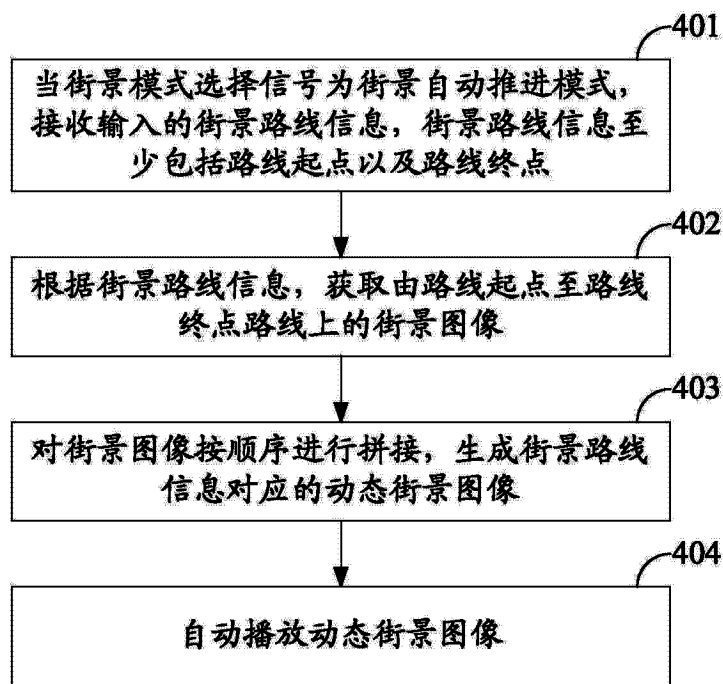 401
当街景模式选择信号为街景自动推进模式，
接收输入的街景路线信息，街景路线信息至
少包括路线起点以及路线终点
402
根据街景路线信息，获取由路线起点至路线
终点路线上的街景图像
403
对街景图像按顺序进行拼接，生成街景路线
信息对应的动态街景图像
404
自动播放动态街景图像